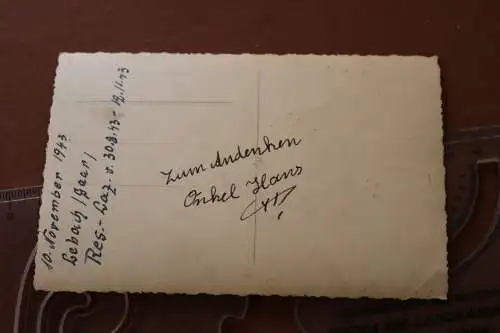 10. November 1943
Lebach / Saar /
Res.-Laz. v. 30.9.43 - 12.11.43
Zum Andenken
Onkel Hans